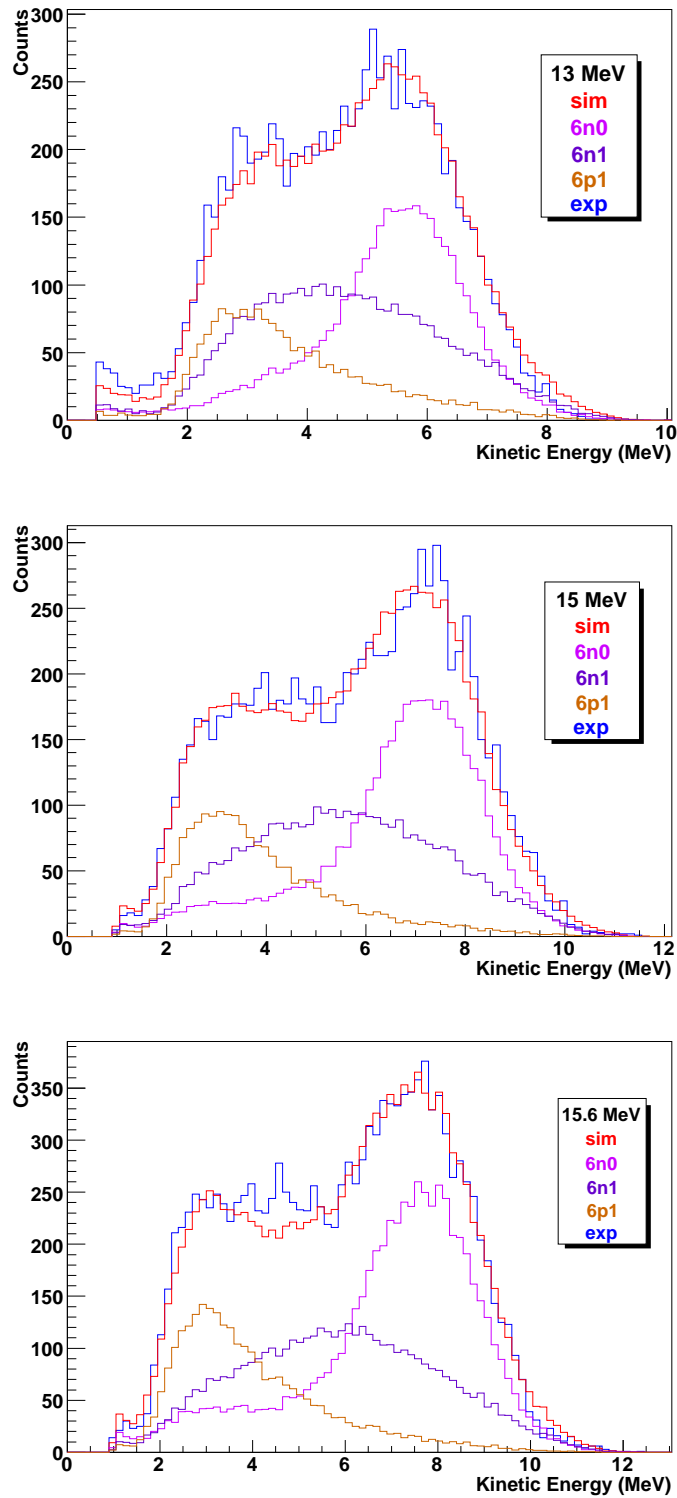 Counts
300
250
200
150
100
50
0
13 MeV
sim
6n0
6n1
6p1
exp
0 2 4 6 8 10
Kinetic Energy (MeV)
Counts
300
250
200
150
100
50
0
15 MeV
sim
6n0
6n1
6p1
exp
0 2 4 6 8 10 12
Kinetic Energy (MeV)
Counts
350
300
250
200
150
100
50
0
15.6 MeV
sim
6n0
6n1
6p1
exp
0 2 4 6 8 10 12
Kinetic Energy (MeV)